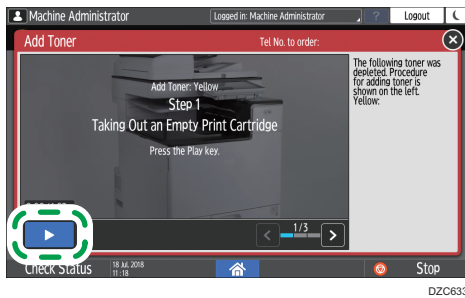 Machine Administrator
Logged in: Machine Administrator
?
Logout
Add Toner
Tel No. to order:
Add Toner: Yellow
Step 1
Taking Out an Empty Print Cartridge
Press the Play key.
The following toner was
depleted. Procedure
for adding toner is
shown on the left.
Yellow:
1/3
Check Status
18 Jul. 2018
11 :18
Stop
DZC633